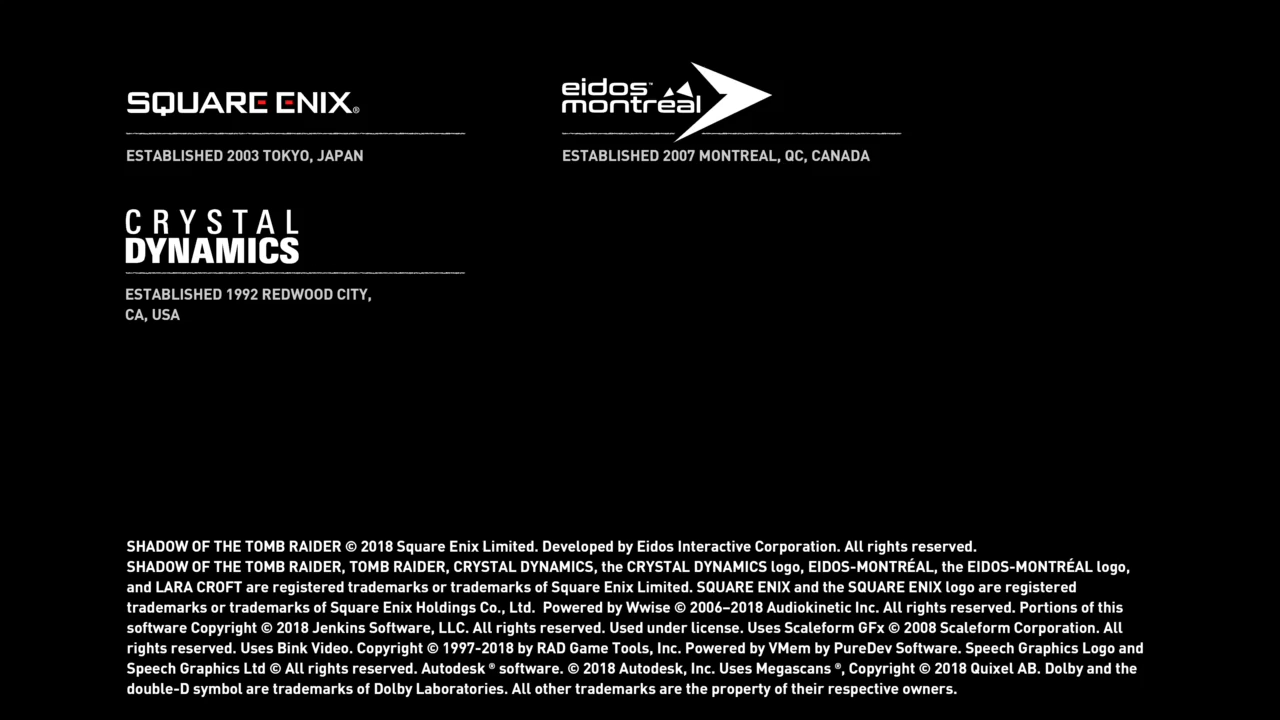 SQUARE ENIX®
ESTABLISHED 2003 TOKYO, JAPAN
eidos™
montréal
ESTABLISHED 2007 MONTREAL, QC, CANADA
CRYSTAL
DYNAMICS
ESTABLISHED 1992 REDWOOD CITY,
CA, USA
SHADOW OF THE TOMB RAIDER © 2018 Square Enix Limited. Developed by Eidos Interactive Corporation. All rights reserved.
SHADOW OF THE TOMB RAIDER, TOMB RAIDER, CRYSTAL DYNAMICS, the CRYSTAL DYNAMICS logo, EIDOS-MONTRÉAL, the EIDOS-MONTRÉAL logo,
and LARA CROFT are registered trademarks or trademarks of Square Enix Limited. SQUARE ENIX and the SQUARE ENIX logo are registered
trademarks or trademarks of Square Enix Holdings Co., Ltd.  Powered by Wwise © 2006–2018 Audiokinetic Inc. All rights reserved. Portions of this
software Copyright © 2018 Jenkins Software, LLC. All rights reserved. Used under license. Uses Scaleform GFx © 2008 Scaleform Corporation. All
rights reserved. Uses Bink Video. Copyright © 1997-2018 by RAD Game Tools, Inc. Powered by VMem by PureDev Software. Speech Graphics Logo and
Speech Graphics Ltd © All rights reserved. Autodesk ® software. © 2018 Autodesk, Inc. Uses Megascans ®, Copyright © 2018 Quixel AB. Dolby and the
double-D symbol are trademarks of Dolby Laboratories. All other trademarks are the property of their respective owners.